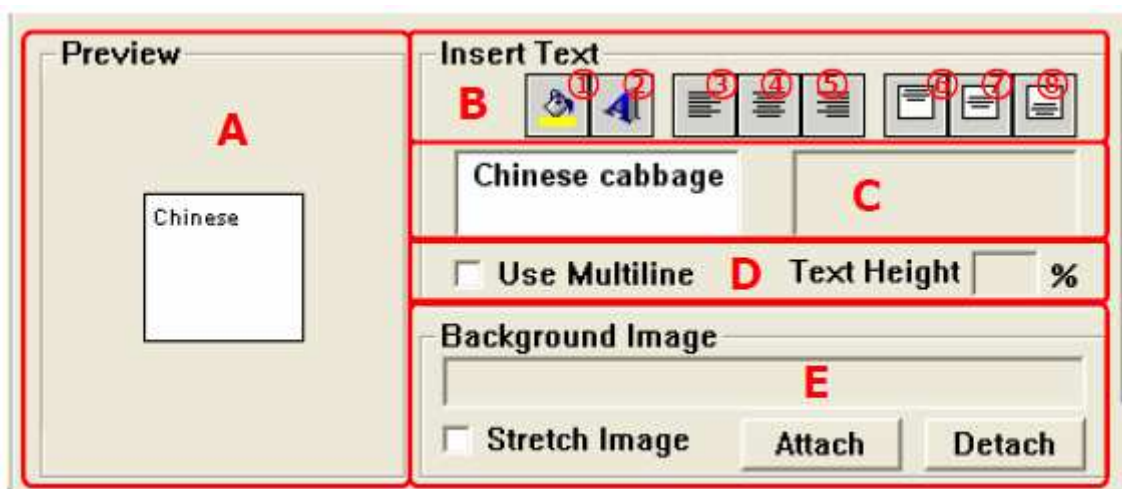 Preview
A
Chinese
Insert Text
B ① ② ③ ④ ⑤ ⑥ ⑦ ⑧
Chinese cabbage
C
Use Multiline D Text Height %
Background Image
E
Stretch Image Attach Detach